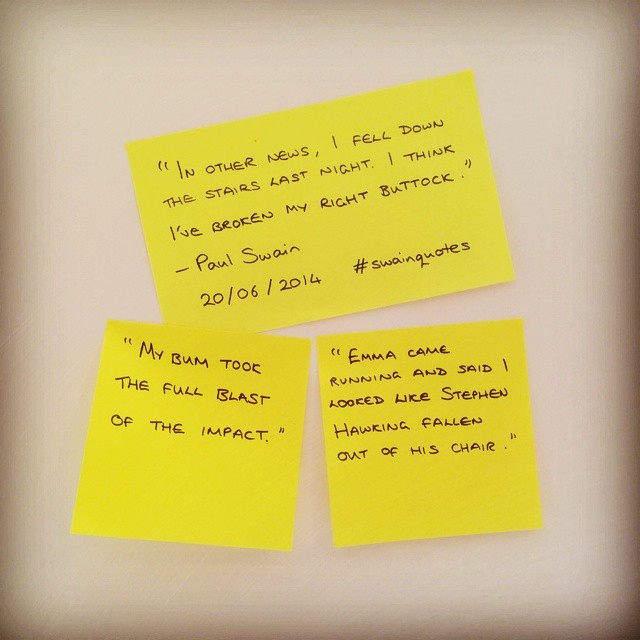 "IN OTHER NEWS, I FELL DOWN
THE STAIRS LAST NIGHT. I THINK
I'VE BROKEN MY RIGHT BUTTOCK."
– Paul Swain
20/06/2014 #swainquotes
"MY BUM TOOK
THE FULL BLAST
OF THE IMPACT."
"EMMA CAME
RUNNING AND SAID I
LOOKED LIKE STEPHEN
HAWKING FALLEN
OUT OF HIS CHAIR."